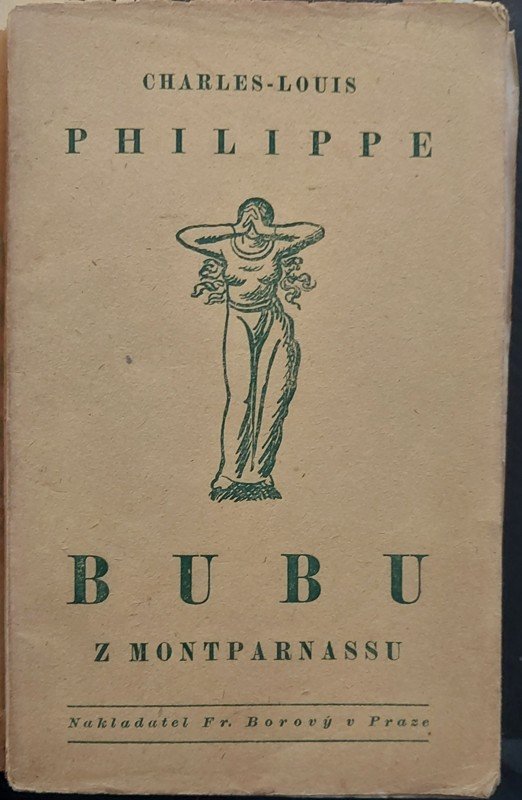 CHARLES-LOUIS
PHILIPPE
BUBU
Z MONTPARNASSU
Nakladatel Fr. Borový v Praze